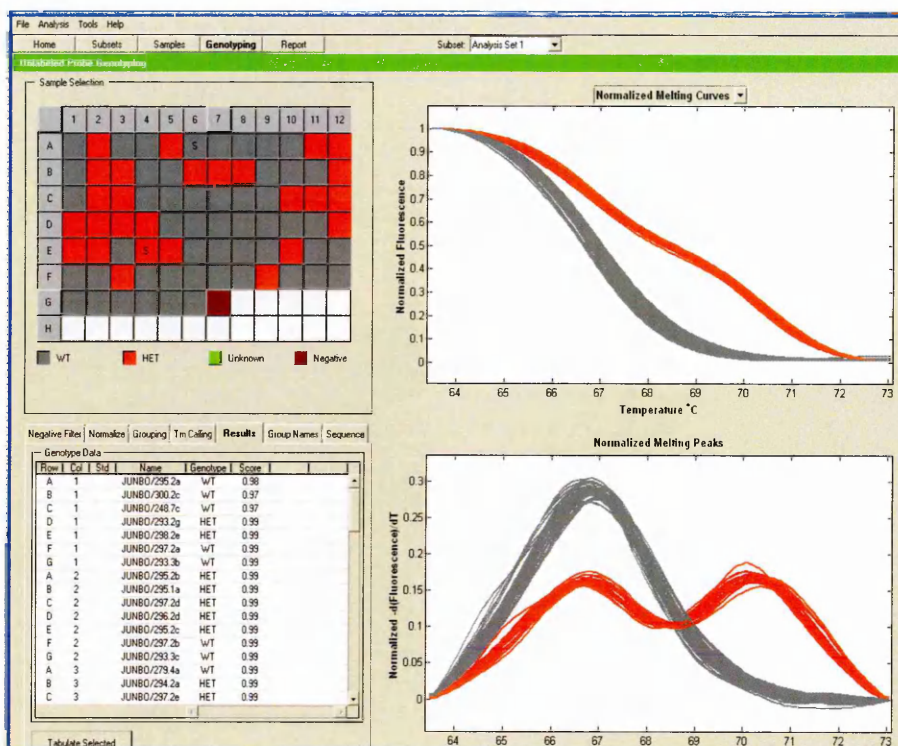 File Analysis Tools Help
Home Subsets Samples Genotyping Report Subset: Analysis Set 1
Unlabeled Probe Genotyping
Sample Selection
1 2 3 4 5 6 7 8 9 10 11 12
A S
B
C
D
E S
F
G
H
WT HET Unknown Negative
Normalized Melting Curves
Normalized Fluorescence
1
0.9
0.8
0.7
0.6
0.5
0.4
0.3
0.2
0.1
0
64 65 66 67 68 69 70 71 72 73
Temperature °C
Negative Filter Normalize Grouping Tm Calling Results Group Names Sequence
Genotype Data
Row Col Std Name Genotype Score
A 1 JUNBO/295.2a WT 0.98
B 1 JUNBO/300.2c WT 0.97
C 1 JUNBO/248.7c WT 0.97
D 1 JUNBO/293.2g HET 0.99
E 1 JUNBO/298.2e HET 0.99
F 1 JUNBO/297.2a WT 0.99
G 1 JUNBO/293.3b WT 0.99
A 2 JUNBO/295.2b HET 0.99
B 2 JUNBO/295.1a HET 0.99
C 2 JUNBO/297.2d HET 0.99
D 2 JUNBO/296.2d HET 0.99
E 2 JUNBO/295.2c HET 0.99
F 2 JUNBO/297.2b WT 0.99
G 2 JUNBO/293.3c WT 0.99
A 3 JUNBO/279.4a WT 0.99
B 3 JUNBO/294.2a HET 0.99
C 3 JUNBO/297.2e HET 0.99
Tabulate Selected
Normalized Melting Peaks
Normalized -d(Fluorescence)/dT
0.3
0.25
0.2
0.15
0.1
0.05
0
64 65 66 67 68 69 70 71 72 73